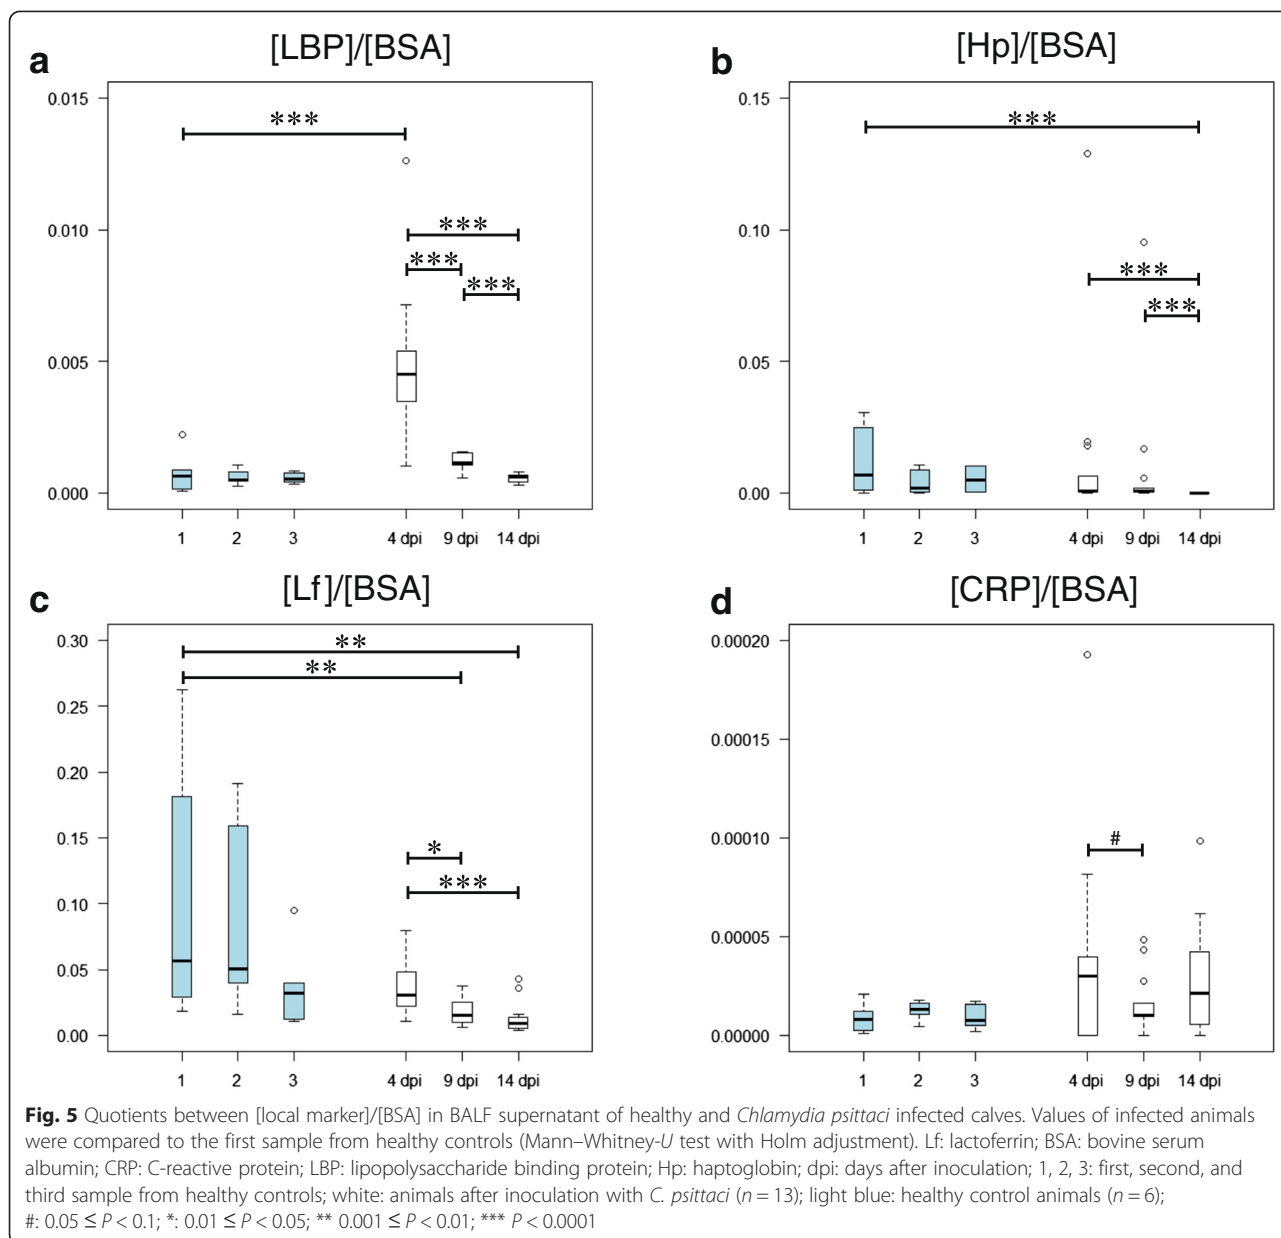 a [LBP]/[BSA]
0.015
0.010
0.005
0.000
***
***
***
***
1 2 3 4 dpi 9 dpi 14 dpi
b [Hp]/[BSA]
0.15
0.10
0.05
0.00
***
***
***
1 2 3 4 dpi 9 dpi 14 dpi
c [Lf]/[BSA]
0.30
0.25
0.20
0.15
0.10
0.05
0.00
**
**
*
***
1 2 3 4 dpi 9 dpi 14 dpi
d [CRP]/[BSA]
0.00020
0.00015
0.00010
0.00005
0.00000
#
1 2 3 4 dpi 9 dpi 14 dpi
Fig. 5 Quotients between [local marker]/[BSA] in BALF supernatant of healthy and Chlamydia psittaci infected calves. Values of infected animals
were compared to the first sample from healthy controls (Mann–Whitney-U test with Holm adjustment). Lf: lactoferrin; BSA: bovine serum
albumin; CRP: C-reactive protein; LBP: lipopolysaccharide binding protein; Hp: haptoglobin; dpi: days after inoculation; 1, 2, 3: first, second, and
third sample from healthy controls; white: animals after inoculation with C. psittaci (n = 13); light blue: healthy control animals (n = 6);
#: 0.05 ≤ P < 0.1; *: 0.01 ≤ P < 0.05; ** 0.001 ≤ P < 0.01; *** P < 0.0001